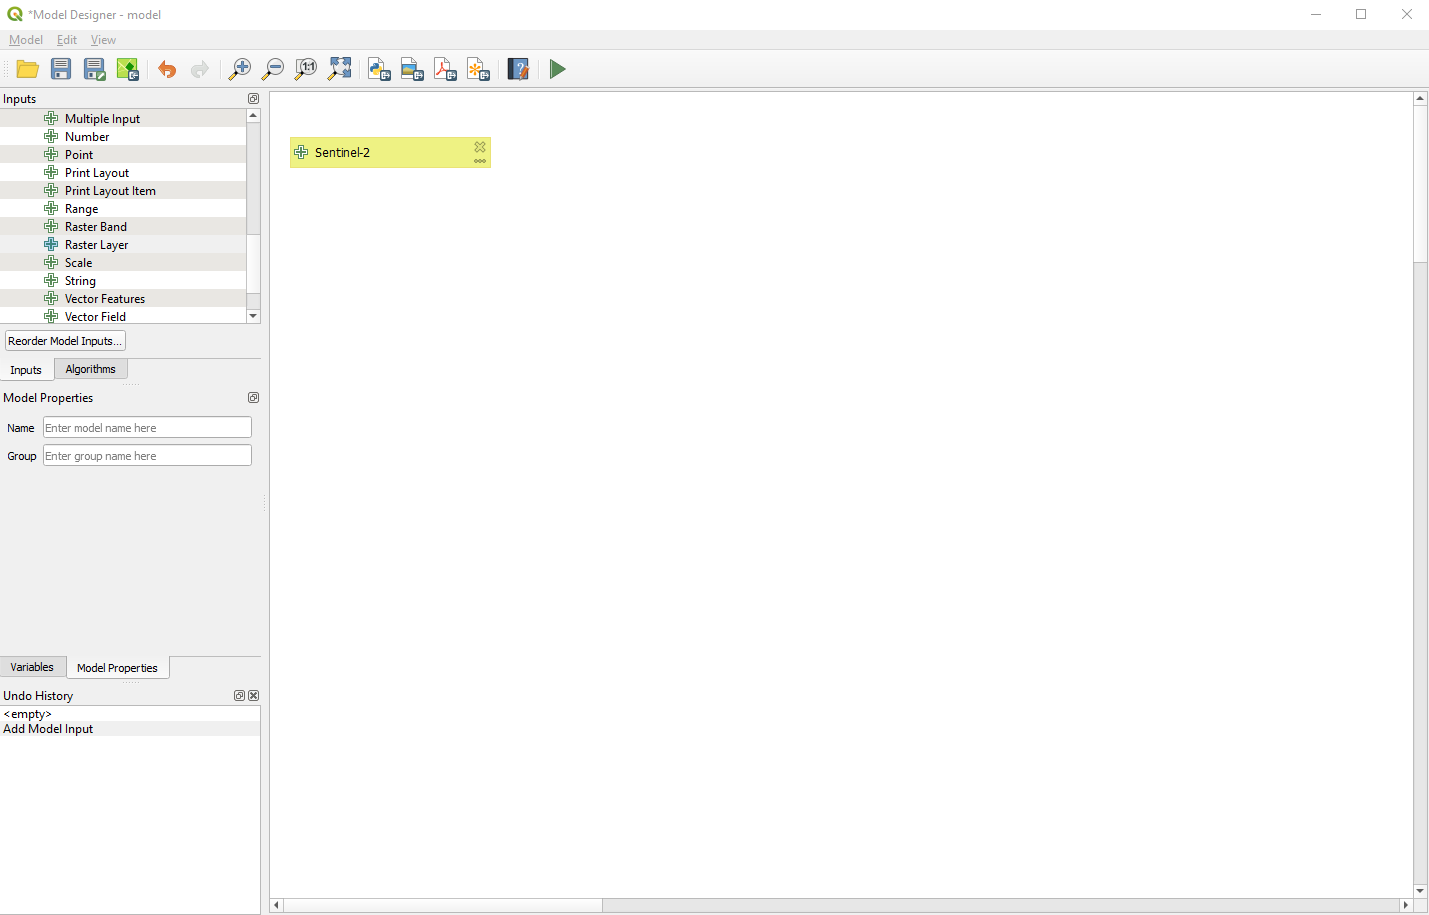 *Model Designer - model
Model Edit View
1:1
Inputs
Multiple Input
Number
Point
Print Layout
Print Layout Item
Range
Raster Band
Raster Layer
Scale
String
Vector Features
Vector Field
Reorder Model Inputs...
Inputs Algorithms
Model Properties
Name Enter model name here
Group Enter group name here
Variables Model Properties
Undo History
<empty>
Add Model Input
Sentinel-2